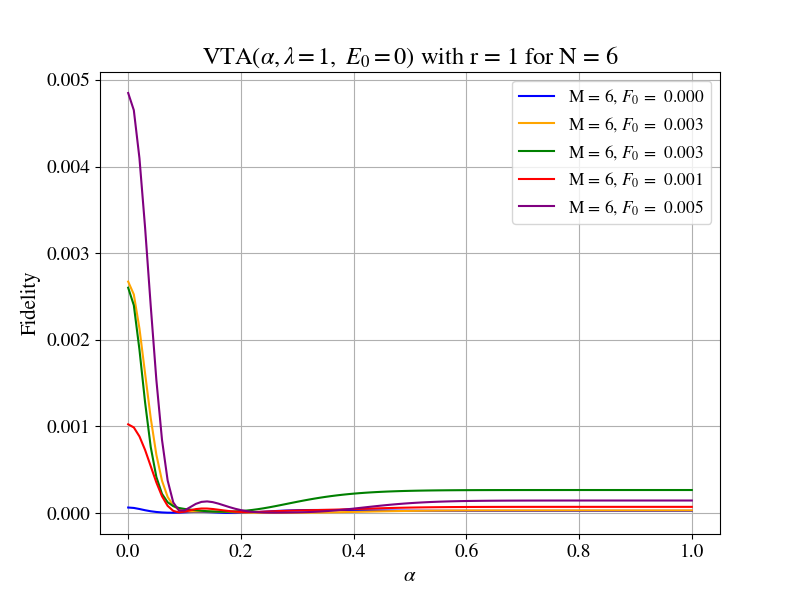 VTA(α, λ = 1, E₀ = 0) with r = 1 for N = 6
Fidelity
0.005
0.004
0.003
0.002
0.001
0.000
M = 6, F₀ = 0.000
M = 6, F₀ = 0.003
M = 6, F₀ = 0.003
M = 6, F₀ = 0.001
M = 6, F₀ = 0.005
0.0 0.2 0.4 0.6 0.8 1.0
α